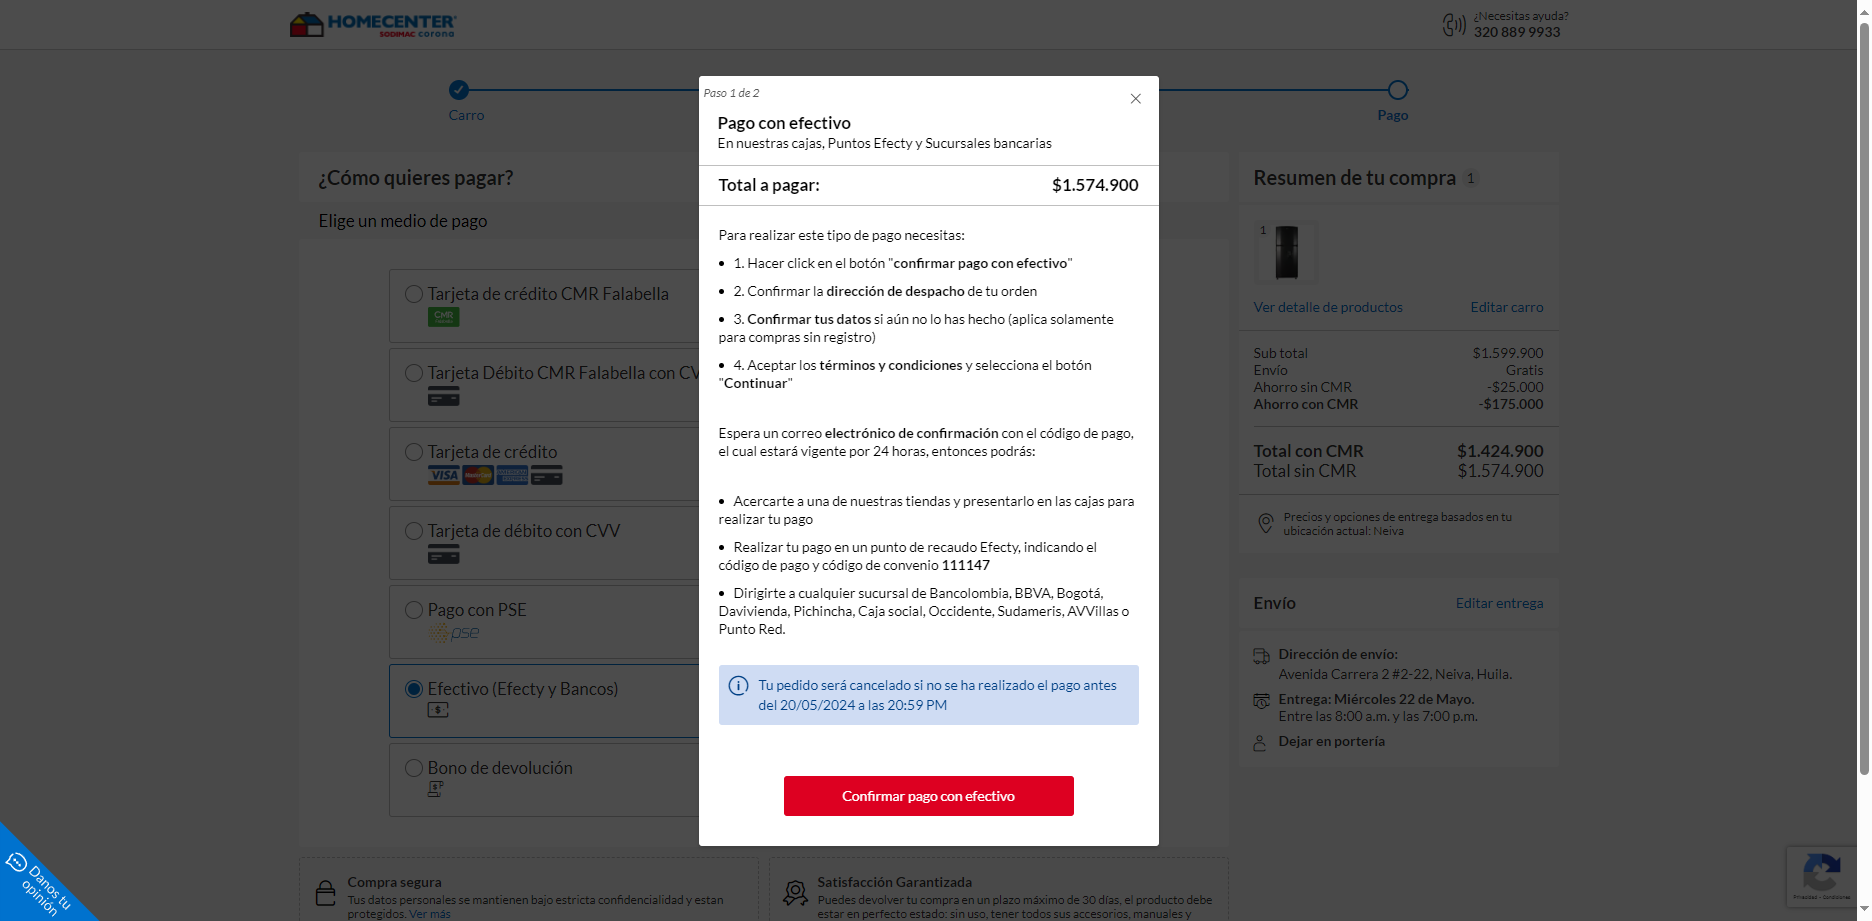 HOMECENTER
SODIMAC corona
¿Necesitas ayuda?
320 889 9933
Carro
Pago
¿Cómo quieres pagar?
Elige un medio de pago
Tarjeta de crédito CMR Falabella
CMR
Tarjeta Débito CMR Falabella con CV
Tarjeta de crédito
VISA
Tarjeta de débito con CVV
Pago con PSE
pse
Efectivo (Efecty y Bancos)
Bono de devolución
Paso 1 de 2
Pago con efectivo
En nuestras cajas, Puntos Efecty y Sucursales bancarias
Total a pagar: $1.574.900
Para realizar este tipo de pago necesitas:
• 1. Hacer click en el botón "confirmar pago con efectivo"
• 2. Confirmar la dirección de despacho de tu orden
• 3. Confirmar tus datos si aún no lo has hecho (aplica solamente
para compras sin registro)
• 4. Aceptar los términos y condiciones y selecciona el botón
"Continuar"
Espera un correo electrónico de confirmación con el código de pago,
el cual estará vigente por 24 horas, entonces podrás:
• Acercarte a una de nuestras tiendas y presentarlo en las cajas para
realizar tu pago
• Realizar tu pago en un punto de recaudo Efecty, indicando el
código de pago y código de convenio 111147
• Dirigirte a cualquier sucursal de Bancolombia, BBVA, Bogotá,
Davivienda, Pichincha, Caja social, Occidente, Sudameris, AVVillas o
Punto Red.
Tu pedido será cancelado si no se ha realizado el pago antes
del 20/05/2024 a las 20:59 PM
Confirmar pago con efectivo
Resumen de tu compra 1
1
Ver detalle de productos Editar carro
Sub total $1.599.900
Envío Gratis
Ahorro sin CMR -$25.000
Ahorro con CMR -$175.000
Total con CMR $1.424.900
Total sin CMR $1.574.900
Precios y opciones de entrega basados en tu
ubicación actual: Neiva
Envío Editar entrega
Dirección de envío:
Avenida Carrera 2 #2-22, Neiva, Huila.
Entrega: Miércoles 22 de Mayo.
Entre las 8:00 a.m. y las 7:00 p.m.
Dejar en portería
Danos tu
opinión
Compra segura
Tus datos personales se mantienen bajo estricta confidencialidad y estan
protegidos. Ver más
Satisfacción Garantizada
Puedes devolver tu compra en un plazo máximo de 30 días, el producto debe
estar en perfecto estado: sin uso, tener todos sus accesorios, manuales y
Privacidad - Condiciones